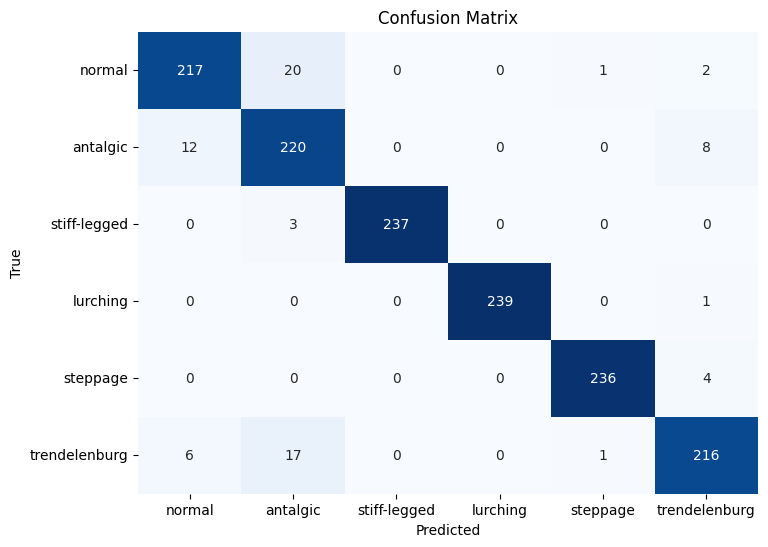 Confusion Matrix
True
normal 217 20 0 0 1 2
antalgic 12 220 0 0 0 8
stiff-legged 0 3 237 0 0 0
lurching 0 0 0 239 0 1
steppage 0 0 0 0 236 4
trendelenburg 6 17 0 0 1 216
normal antalgic stiff-legged lurching steppage trendelenburg
Predicted